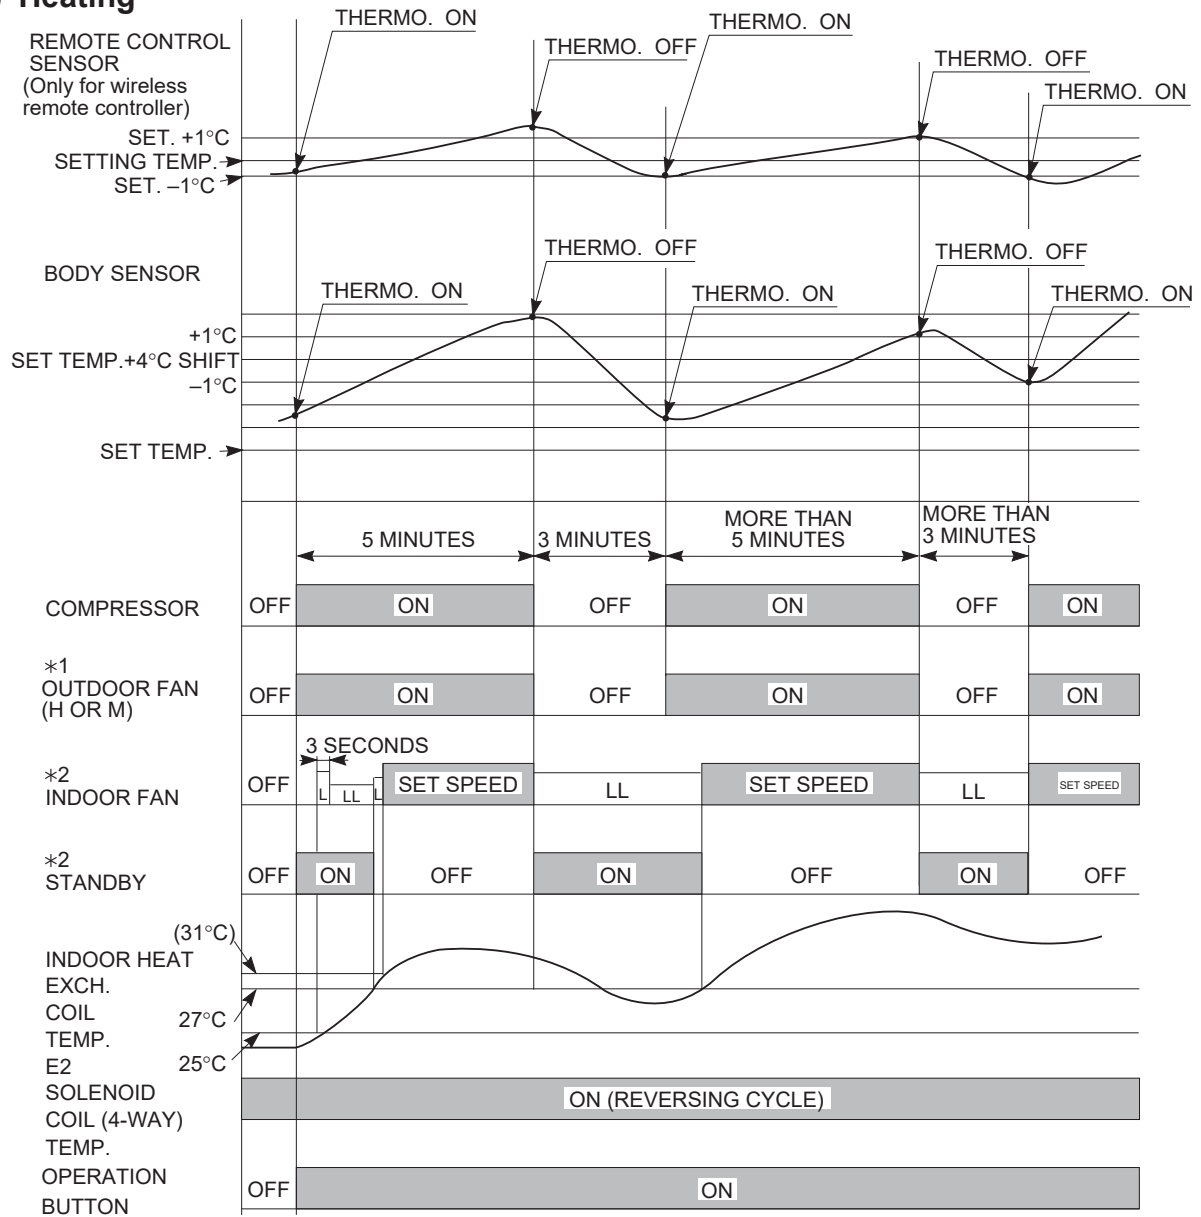 Heating
THERMO. ON
THERMO. ON
REMOTE CONTROL
SENSOR
(Only for wireless
remote controller)
THERMO. OFF
THERMO. OFF
THERMO. ON
SET. +1°C
SETTING TEMP.
SET. –1°C
BODY SENSOR
THERMO. OFF
THERMO. OFF
THERMO. ON
THERMO. ON
THERMO. ON
+1°C
SET TEMP.+4°C SHIFT
–1°C
SET TEMP.
5 MINUTES
3 MINUTES
MORE THAN
5 MINUTES
MORE THAN
3 MINUTES
COMPRESSOR
OFF
ON
OFF
ON
OFF
ON
*1
OUTDOOR FAN
(H OR M)
OFF
ON
OFF
ON
OFF
ON
3 SECONDS
*2
INDOOR FAN
OFF
L
LL
L
SET SPEED
LL
SET SPEED
LL
SET SPEED
*2
STANDBY
OFF
ON
OFF
ON
OFF
ON
OFF
(31°C)
INDOOR HEAT
EXCH.
COIL
TEMP.
E2
27°C
25°C
SOLENOID
COIL (4-WAY)
TEMP.
ON (REVERSING CYCLE)
OPERATION
BUTTON
OFF
ON